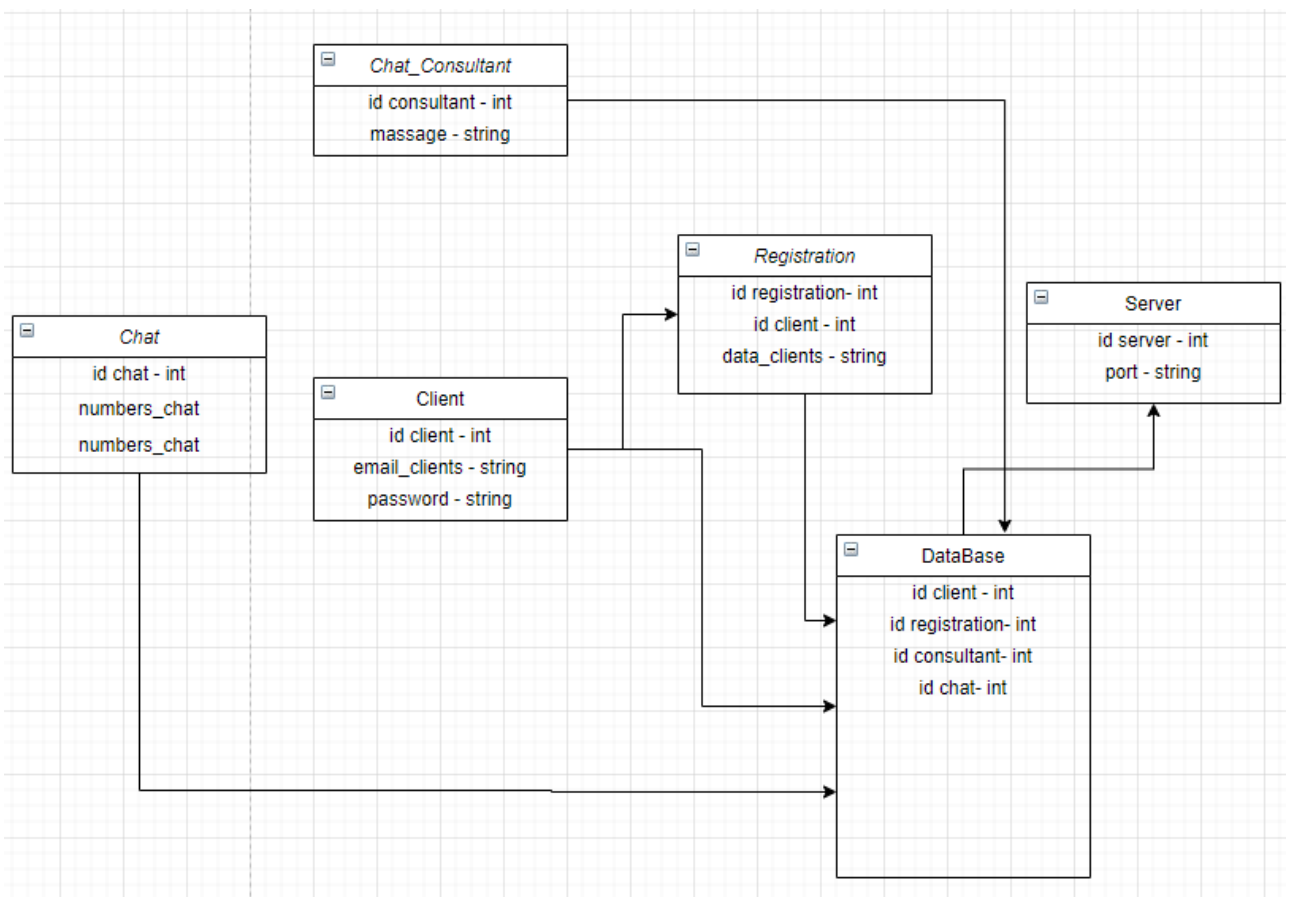 Chat_Consultant
id consultant - int
massage - string
Registration
id registration- int
id client - int
data_clients - string
Server
id server - int
port - string
Chat
id chat - int
numbers_chat
numbers_chat
Client
id client - int
email_clients - string
password - string
DataBase
id client - int
id registration- int
id consultant- int
id chat- int